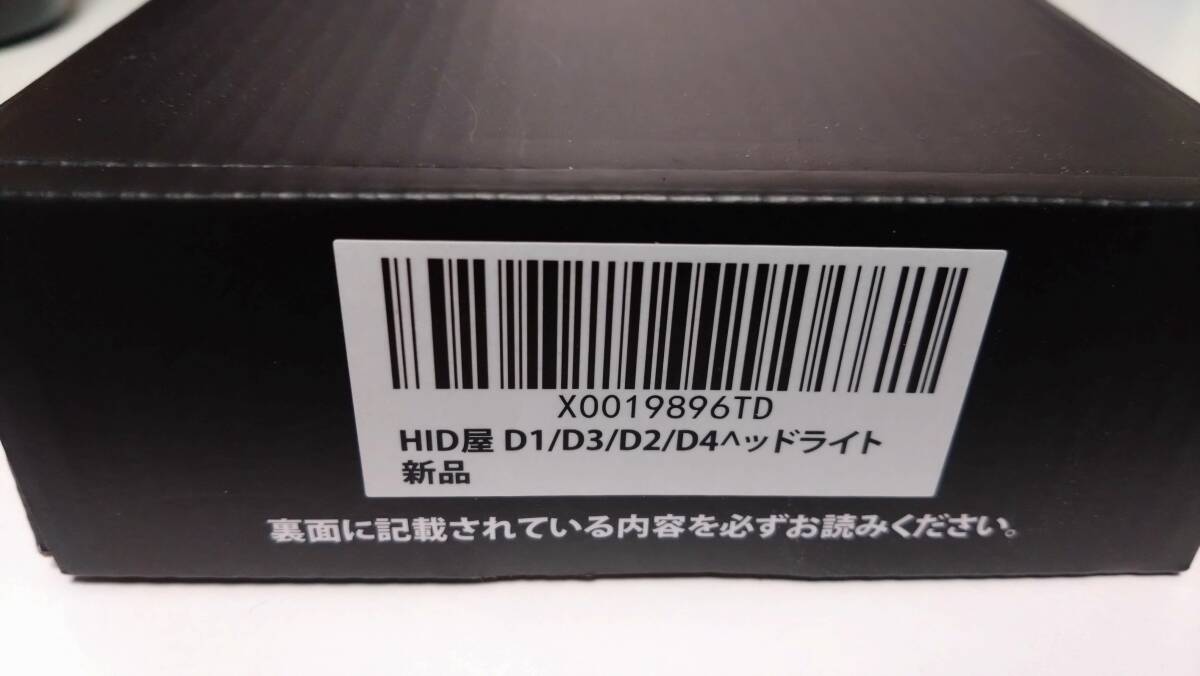 X0019896TD
HID屋 D1/D3/D2/D4ヘッドライト
新品
裏面に記載されている内容を必ずお読みください。